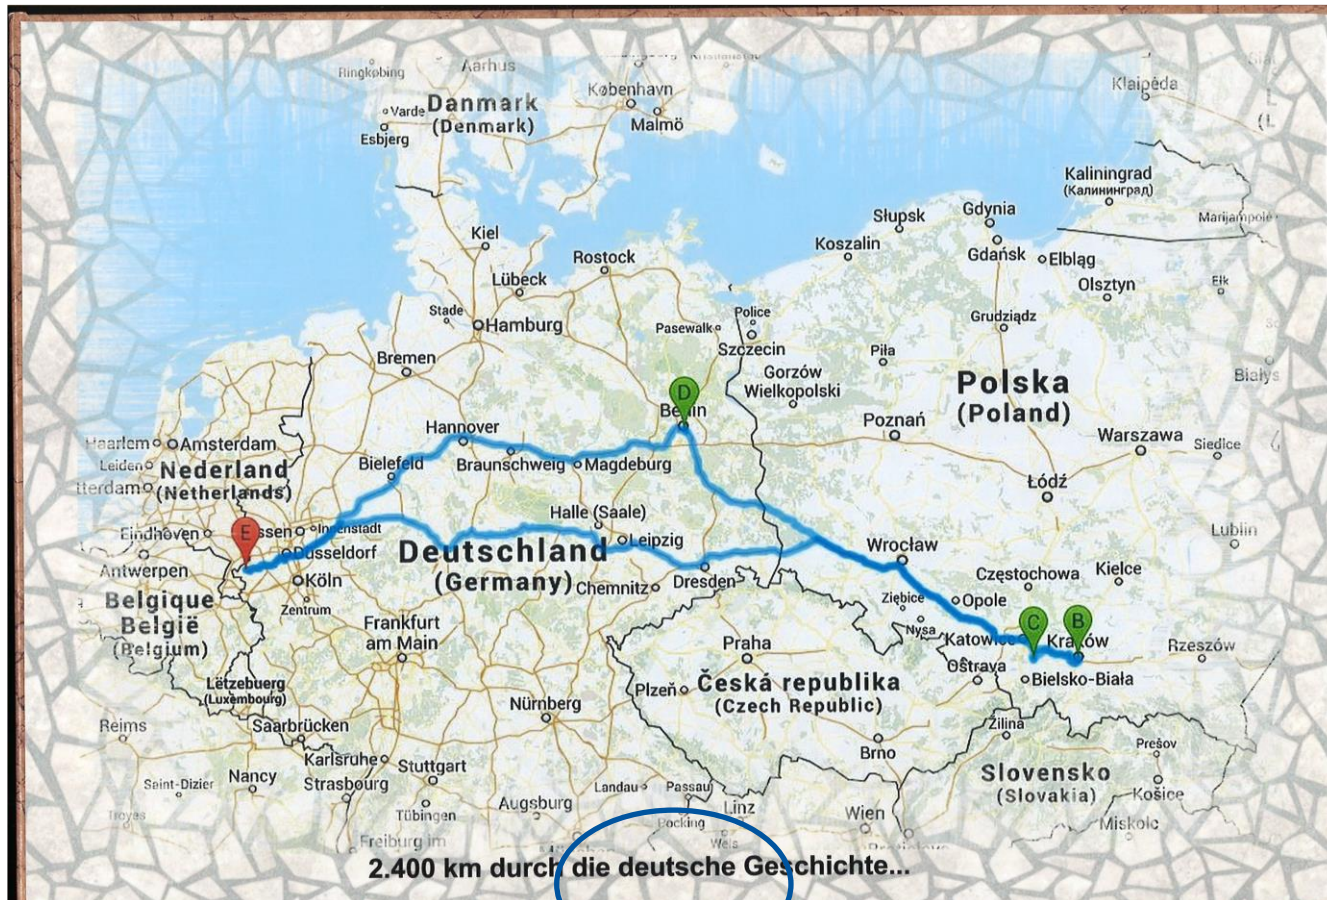 Aarhus
Ringkøbing
København
Klaipėda
Danmark
(Denmark)
Varde
Esbjerg
Malmö
Kaliningrad
(Калининград)
Marijampolė
Słupsk
Gdynia
Kiel
Koszalin
Gdańsk
Elbląg
Rostock
Olsztyn
Ełk
Lübeck
Stade
Hamburg
Pasewalk
Police
Szczecin
Grudziądz
Bremen
Piła
Gorzów
Wielkopolski
Polska
(Poland)
D
Poznań
Hannover
Warszawa
Siedlce
Haarlem
Amsterdam
Leiden
Nederland
(Netherlands)
Bielefeld
Braunschweig
Magdeburg
Łódź
Halle (Saale)
Eindhoven
E
Innenstadt
Düsseldorf
Deutschland
(Germany)
Leipzig
Lublin
Wrocław
Antwerpen
Köln
Zentrum
Chemnitz
Dresden
Częstochowa
Kielce
Belgique
België
(Belgium)
Ziębice
Opole
Nysa
C
B
Frankfurt
am Main
Praha
Katowice
Kraków
Rzeszów
Ostrava
Bielsko-Biała
Lëtzebuerg
(Luxembourg)
Plzeň
Česká republika
(Czech Republic)
Nürnberg
Reims
Saarbrücken
Žilina
Brno
Prešov
Karlsruhe
Stuttgart
Strasbourg
Nancy
Saint-Dizier
Slovensko
(Slovakia)
Košice
Landau
Passau
Augsburg
Linz
Tübingen
Troyes
Pocking
Wels
Wien
Miskolc
Freiburg im
2.400 km durch die deutsche Geschichte...